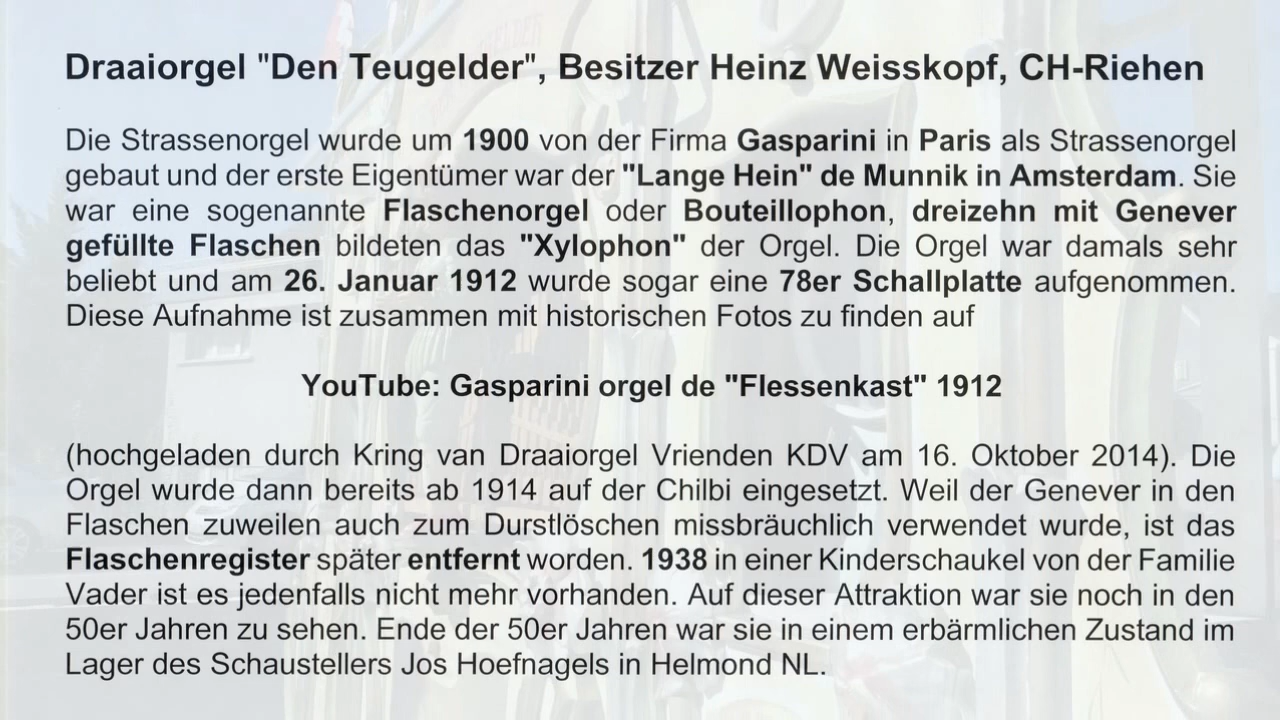 Draaiorgel "Den Teugelder", Besitzer Heinz Weisskopf, CH-Riehen
Die Strassenorgel wurde um 1900 von der Firma Gasparini in Paris als Strassenorgel
gebaut und der erste Eigentümer war der "Lange Hein" de Munnik in Amsterdam. Sie
war eine sogenannte Flaschenorgel oder Bouteillophon, dreizehn mit Genever
gefüllte Flaschen bildeten das "Xylophon" der Orgel. Die Orgel war damals sehr
beliebt und am 26. Januar 1912 wurde sogar eine 78er Schallplatte aufgenommen.
Diese Aufnahme ist zusammen mit historischen Fotos zu finden auf
YouTube: Gasparini orgel de "Flessenkast" 1912
(hochgeladen durch Kring van Draaiorgel Vrienden KDV am 16. Oktober 2014). Die
Orgel wurde dann bereits ab 1914 auf der Chilbi eingesetzt. Weil der Genever in den
Flaschen zuweilen auch zum Durstlöschen missbräuchlich verwendet wurde, ist das
Flaschenregister später entfernt worden. 1938 in einer Kinderschaukel von der Familie
Vader ist es jedenfalls nicht mehr vorhanden. Auf dieser Attraktion war sie noch in den
50er Jahren zu sehen. Ende der 50er Jahren war sie in einem erbärmlichen Zustand im
Lager des Schaustellers Jos Hoefnagels in Helmond NL.